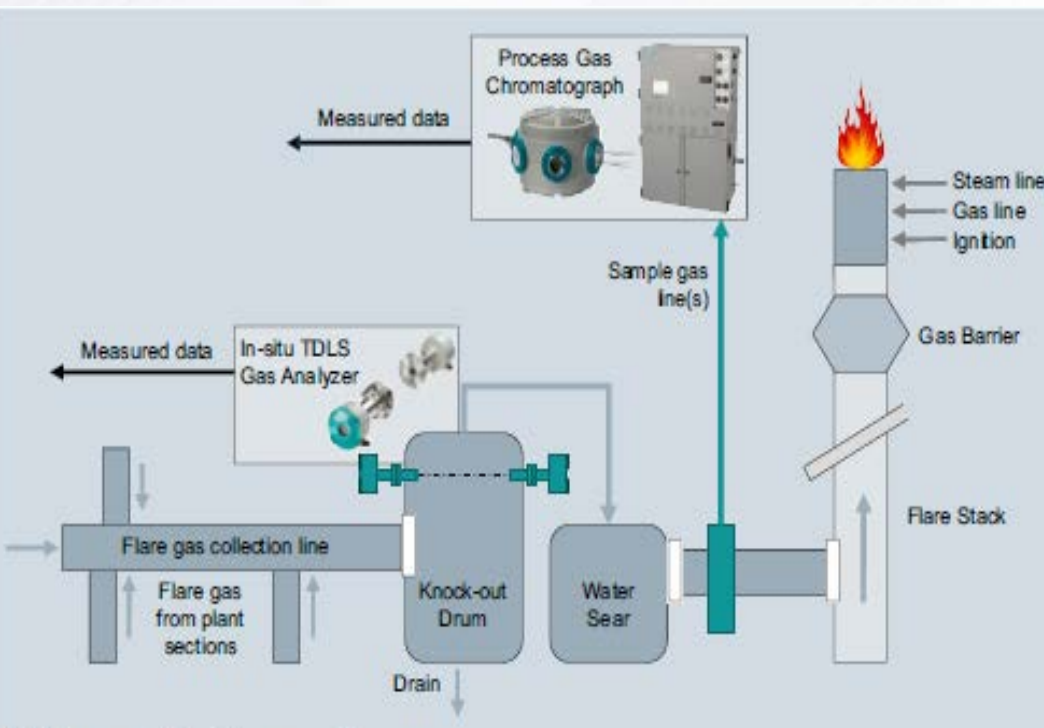 Process Gas
Chromatograph
Measured data
Steam line
Gas line
Ignition
Sample gas
line(s)
Gas Barrier
Measured data
In-situ TDLS
Gas Analyzer
Flare Stack
Flare gas collection line
Flare gas
from plant
sections
Knock-out
Drum
Water
Sear
Drain